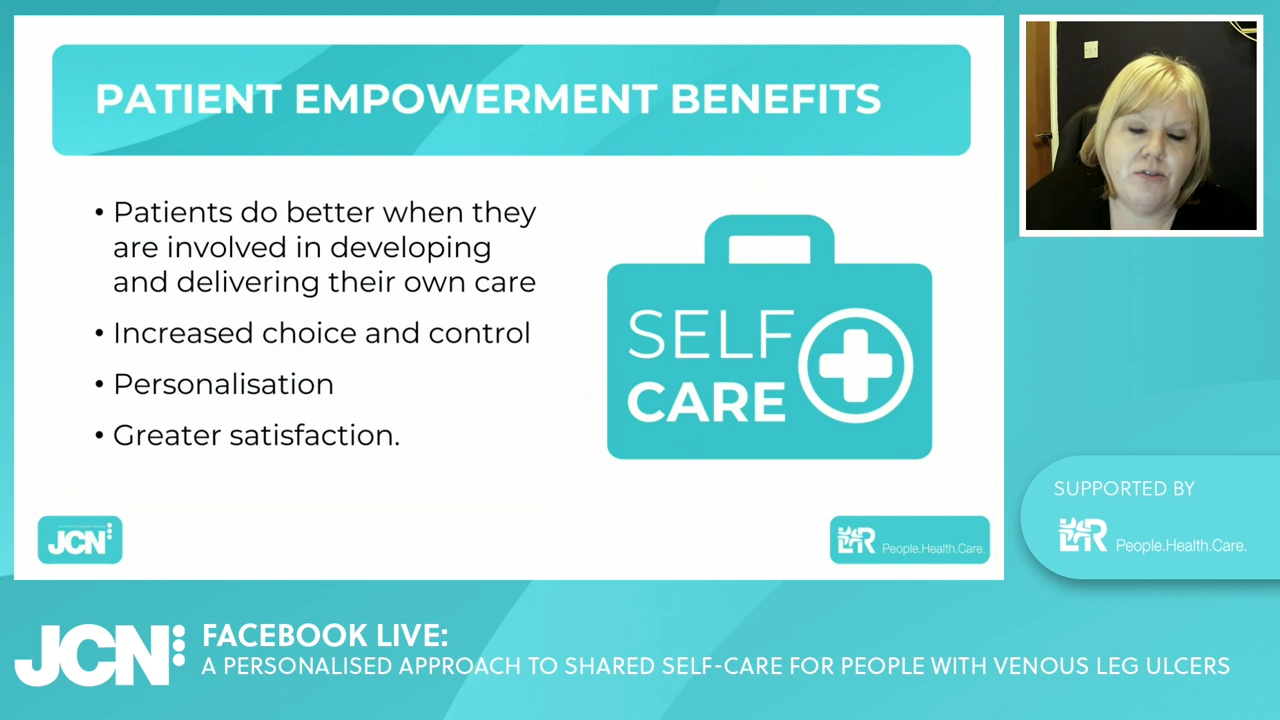 PATIENT EMPOWERMENT BENEFITS
• Patients do better when they
are involved in developing
and delivering their own care
• Increased choice and control
• Personalisation
• Greater satisfaction.
SELF
CARE
JCN
L&R People.Health.Care.
SUPPORTED BY
L&R People.Health.Care.
JCN
FACEBOOK LIVE:
A PERSONALISED APPROACH TO SHARED SELF-CARE FOR PEOPLE WITH VENOUS LEG ULCERS